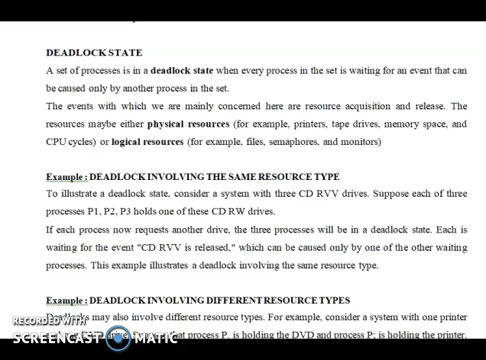 DEADLOCK STATE
A set of processes is in a deadlock state when every process in the set is waiting for an event that can
be caused only by another process in the set.
The events with which we are mainly concerned here are resource acquisition and release. The
resources maybe either physical resources (for example, printers, tape drives, memory space, and
CPU cycles) or logical resources (for example, files, semaphores, and monitors)
Example : DEADLOCK INVOLVING THE SAME RESOURCE TYPE
To illustrate a deadlock state, consider a system with three CD RVV drives. Suppose each of three
processes P1, P2, P3 holds one of these CD RW drives.
If each process now requests another drive, the three processes will be in a deadlock state. Each is
waiting for the event "CD RVV is released," which can be caused only by one of the other waiting
processes. This example illustrates a deadlock involving the same resource type.
Example : DEADLOCK INVOLVING DIFFERENT RESOURCE TYPES
Deadlocks may also involve different resource types. For example, consider a system with one printer
that process P, is holding the DVD and process P; is holding the printer.
RECORDED WITH
SCREENCAST MATIC